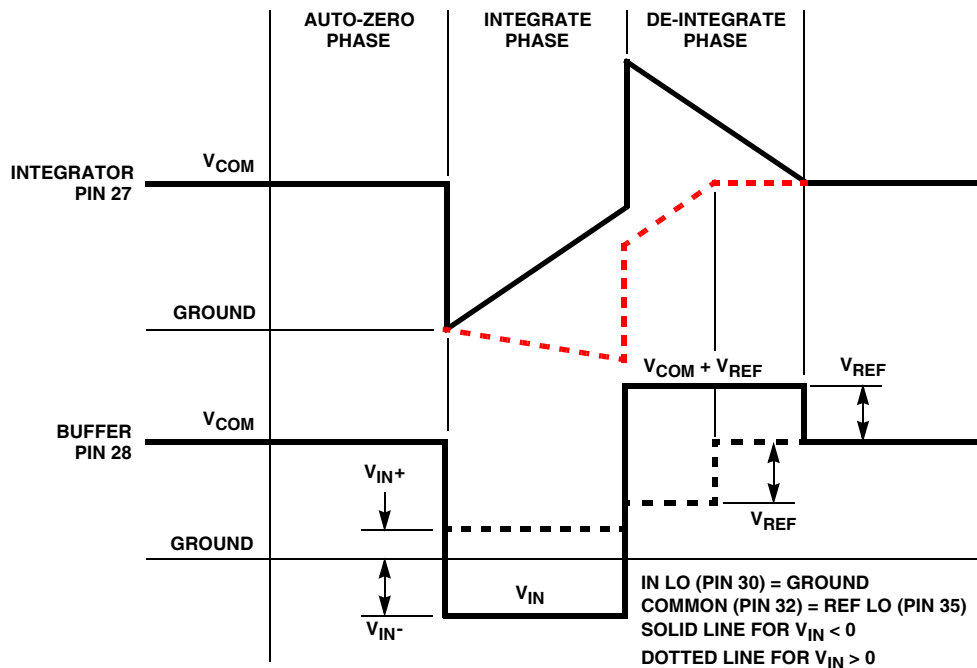 AUTO-ZERO
PHASE
INTEGRATE
PHASE
DE-INTEGRATE
PHASE
INTEGRATOR
PIN 27
VCOM
GROUND
VCOM + VREF
VREF
BUFFER
PIN 28
VCOM
VIN+
VREF
GROUND
VIN
VIN-
IN LO (PIN 30) = GROUND
COMMON (PIN 32) = REF LO (PIN 35)
SOLID LINE FOR VIN < 0
DOTTED LINE FOR VIN > 0